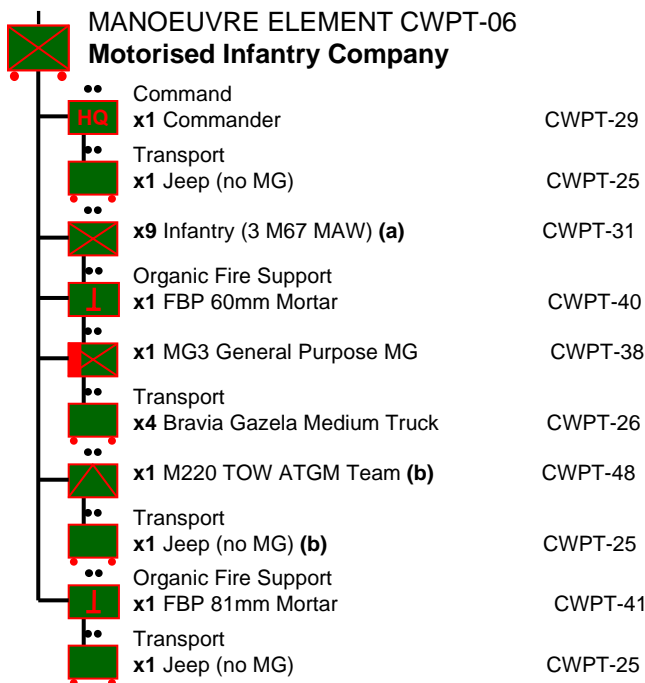 MANOEUVRE ELEMENT CWPT-06
Motorised Infantry Company
Command
HQ x1 Commander CWPT-29
Transport
x1 Jeep (no MG) CWPT-25
x9 Infantry (3 M67 MAW) (a) CWPT-31
Organic Fire Support
x1 FBP 60mm Mortar CWPT-40
x1 MG3 General Purpose MG CWPT-38
Transport
x4 Bravia Gazela Medium Truck CWPT-26
x1 M220 TOW ATGM Team (b) CWPT-48
Transport
x1 Jeep (no MG) (b) CWPT-25
Organic Fire Support
x1 FBP 81mm Mortar CWPT-41
Transport
x1 Jeep (no MG) CWPT-25